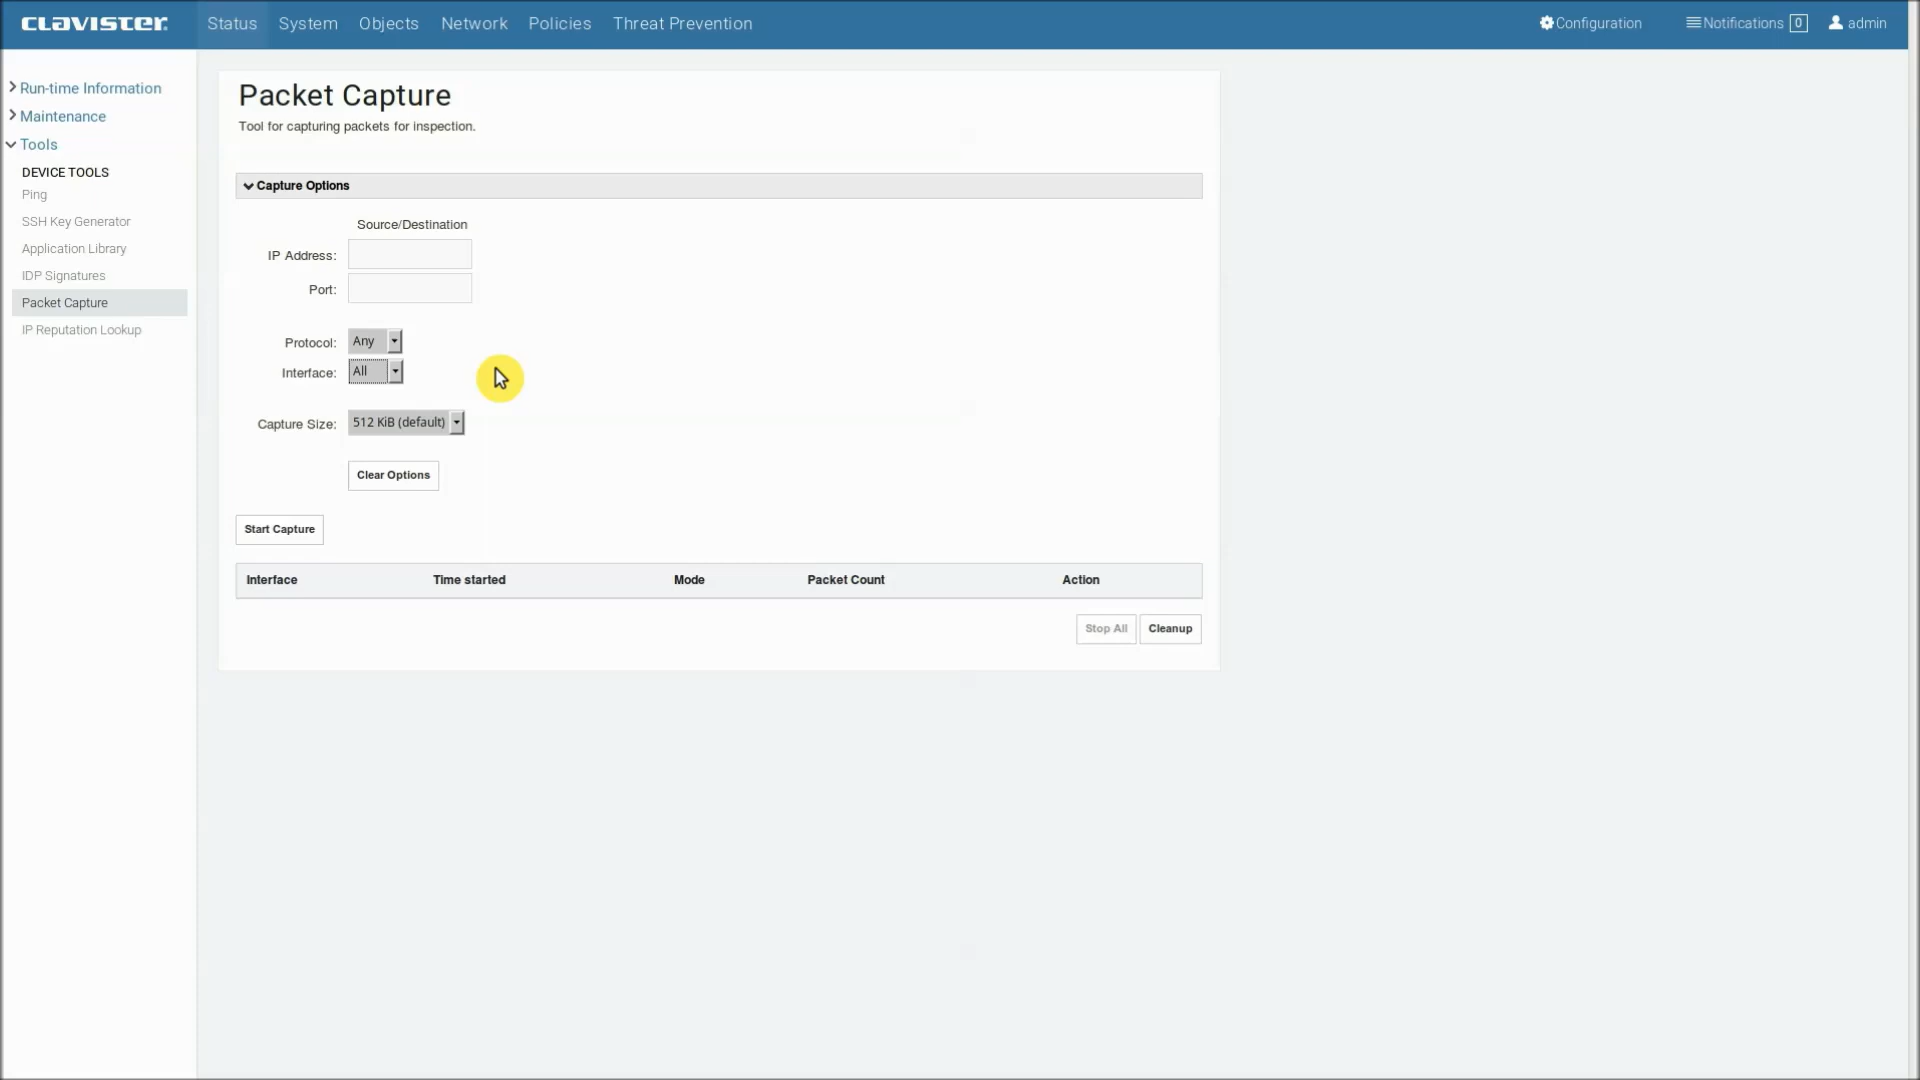 clavister. Status System Objects Network Policies Threat Prevention Configuration Notifications 0 admin
Run-time Information
Maintenance
Tools
DEVICE TOOLS
Ping
SSH Key Generator
Application Library
IDP Signatures
Packet Capture
IP Reputation Lookup
Packet Capture
Tool for capturing packets for inspection.
Capture Options
Source/Destination
IP Address:
Port:
Protocol: Any
Interface: All
Capture Size: 512 KiB (default)
Clear Options
Start Capture
Interface Time started Mode Packet Count Action
Stop All Cleanup